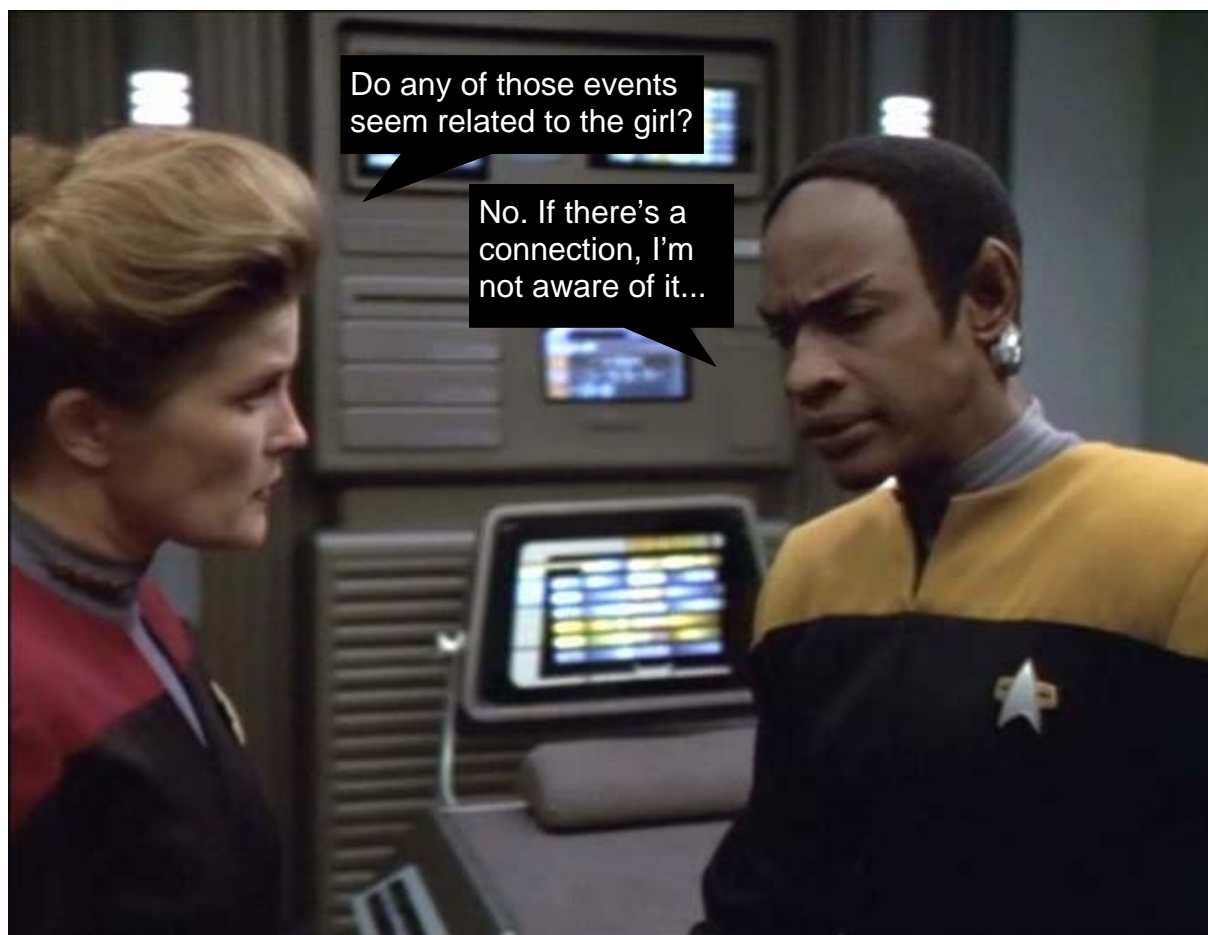 Do any of those events
seem related to the girl?
No. If there’s a
connection, I’m
not aware of it...